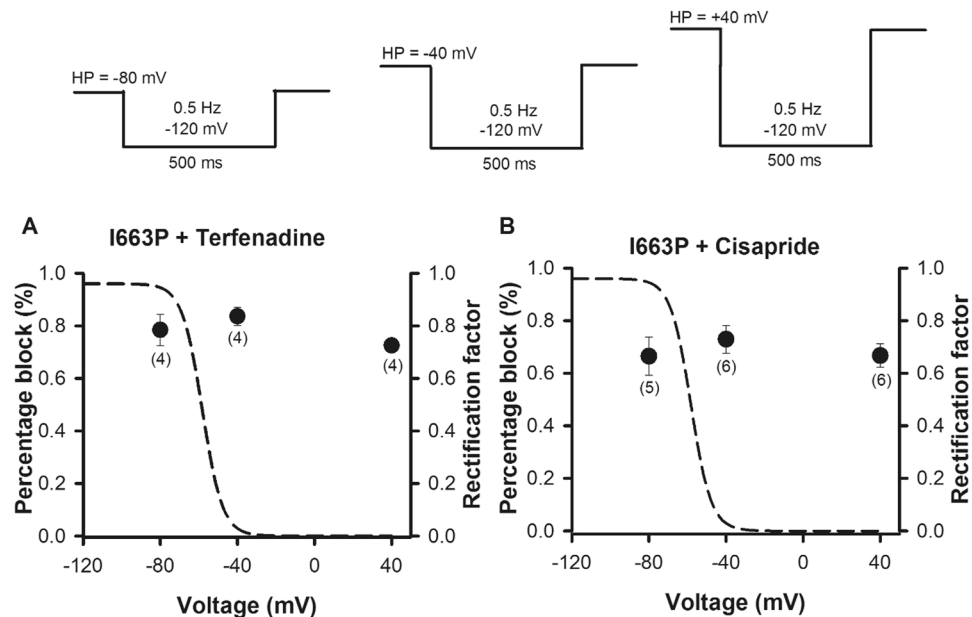 HP = -80 mV
0.5 Hz
-120 mV
500 ms
HP = -40 mV
0.5 Hz
-120 mV
500 ms
HP = +40 mV
0.5 Hz
-120 mV
500 ms
A
I663P + Terfenadine
Percentage block (%)
1.0
0.8
0.6
0.4
0.2
0.0
(4)
(4)
(4)
1.0
0.8
0.6
0.4
0.2
0.0
Rectification factor
-120
-80
-40
0
40
Voltage (mV)
B
I663P + Cisapride
Percentage block (%)
1.0
0.8
0.6
0.4
0.2
0.0
(5)
(6)
(6)
1.0
0.8
0.6
0.4
0.2
0.0
Rectification factor
-120
-80
-40
0
40
Voltage (mV)